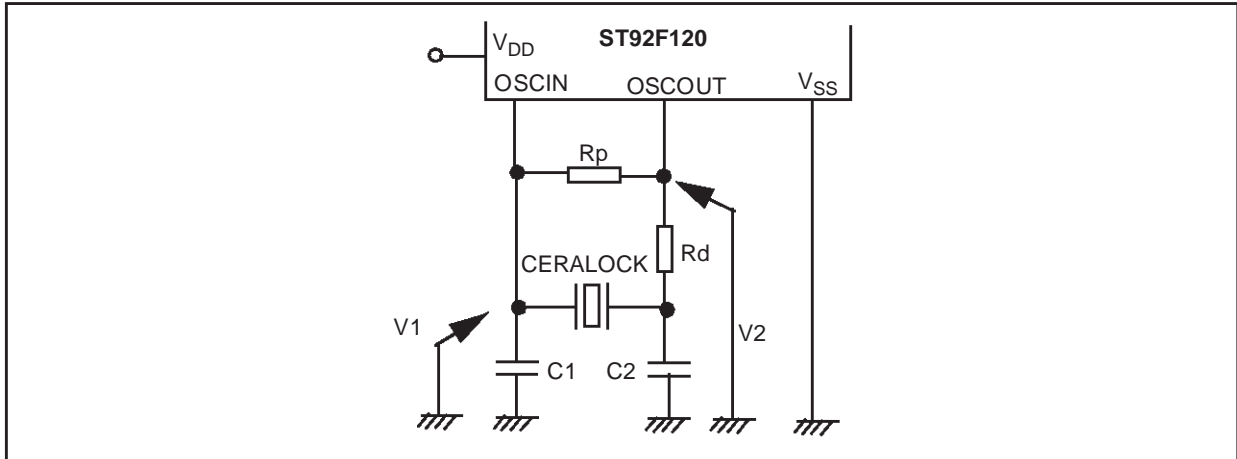 ST92F120
VDD
OSCIN
OSCOUT
VSS
Rp
Rd
CERALOCK
V1
V2
C1
C2